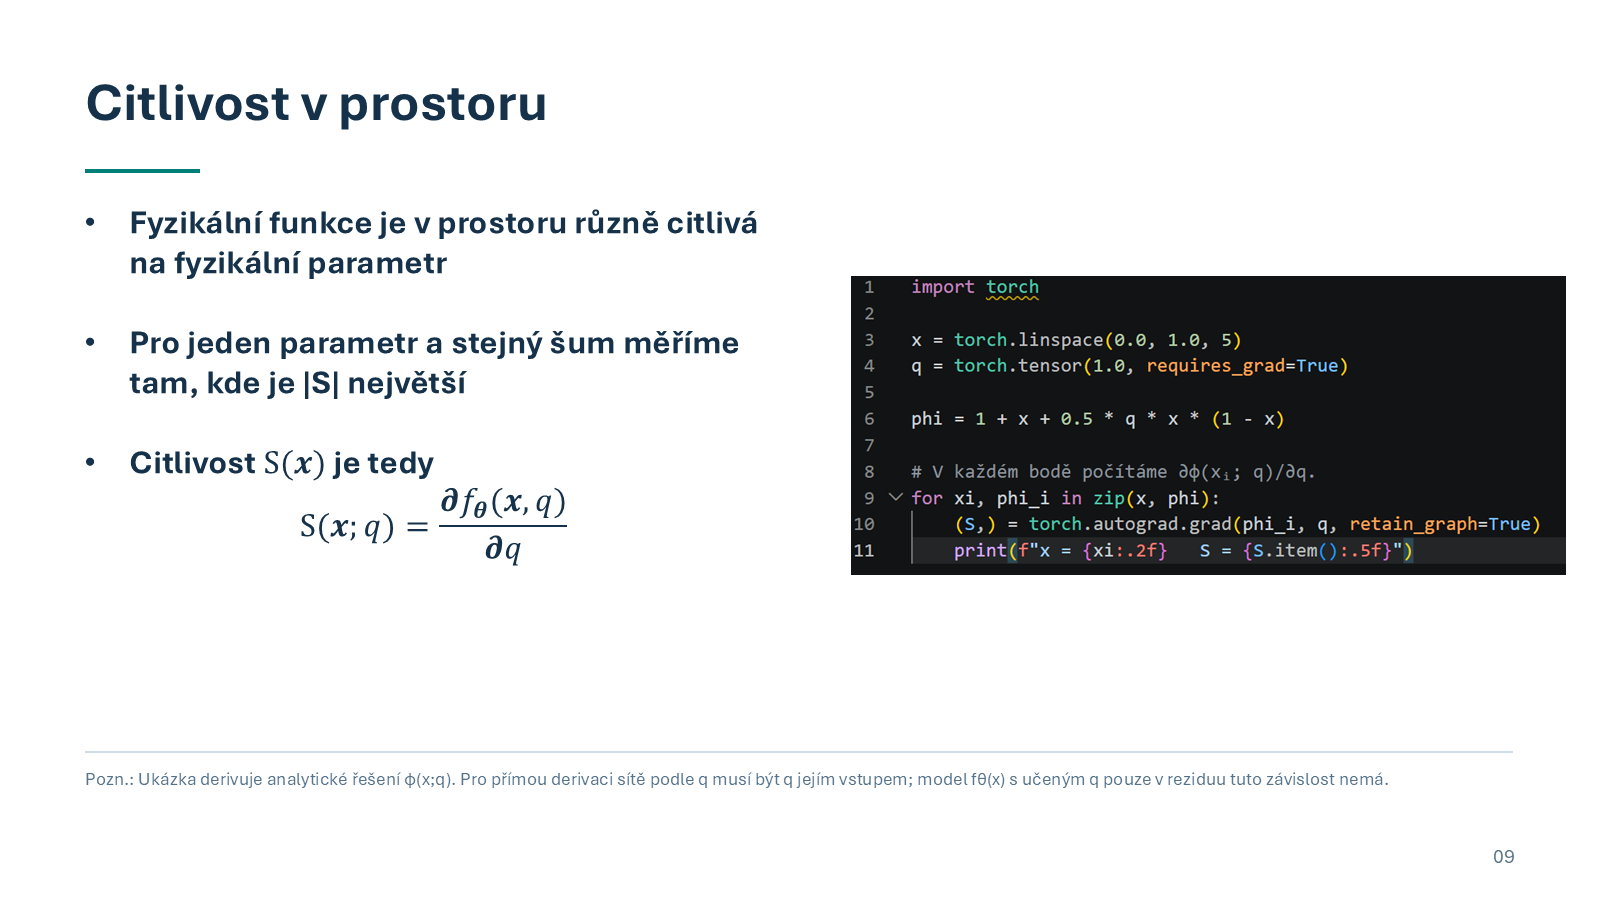 Citlivost v prostoru
• Fyzikální funkce je v prostoru různě citlivá
na fyzikální parametr
• Pro jeden parametr a stejný šum měříme
tam, kde je |S| největší
• Citlivost S(x) je tedy
S(x; q) = ∂f_θ(x, q) / ∂q
1 import torch
2
3 x = torch.linspace(0.0, 1.0, 5)
4 q = torch.tensor(1.0, requires_grad=True)
5
6 phi = 1 + x + 0.5 * q * x * (1 - x)
7
8 # V každém bodě počítáme ∂ϕ(xᵢ; q)/∂q.
9 for xi, phi_i in zip(x, phi):
10     (S,) = torch.autograd.grad(phi_i, q, retain_graph=True)
11     print(f"x = {xi:.2f}   S = {S.item():.5f}")
Pozn.: Ukázka derivuje analytické řešení ϕ(x;q). Pro přímou derivaci sítě podle q musí být q jejím vstupem; model fθ(x) s učeným q pouze v reziduu tuto závislost nemá.
09